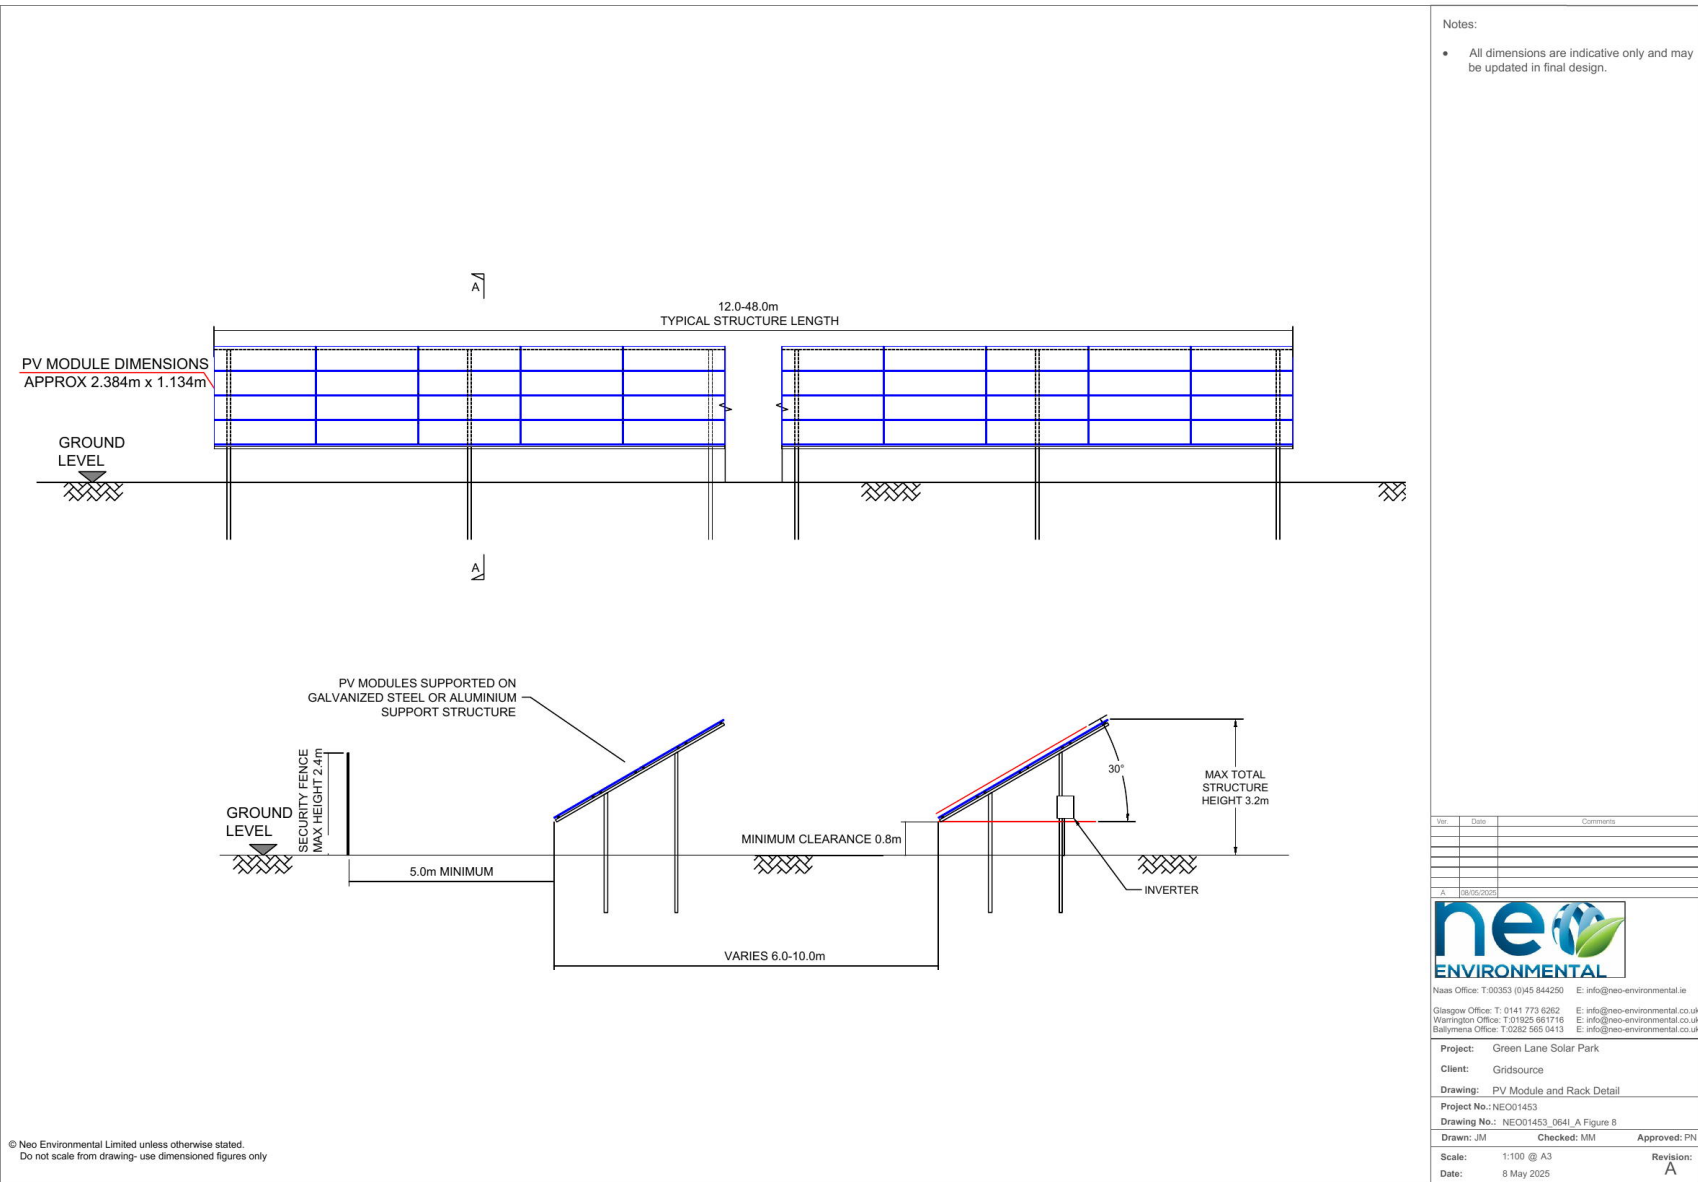 Notes:
• All dimensions are indicative only and may
be updated in final design.
A
12.0-48.0m
TYPICAL STRUCTURE LENGTH
PV MODULE DIMENSIONS
APPROX 2.384m x 1.134m
GROUND
LEVEL
A
PV MODULES SUPPORTED ON
GALVANIZED STEEL OR ALUMINIUM
SUPPORT STRUCTURE
SECURITY FENCE
MAX HEIGHT 2.4m
GROUND
LEVEL
5.0m MINIMUM
MINIMUM CLEARANCE 0.8m
30°
MAX TOTAL
STRUCTURE
HEIGHT 3.2m
INVERTER
VARIES 6.0-10.0m
Ver. Date Comments
A 08/05/2025
neo
ENVIRONMENTAL
Naas Office: T:00353 (0)45 844250 E: info@neo-environmental.ie
Glasgow Office: T: 0141 773 6262 E: info@neo-environmental.co.uk
Warrington Office: T:01925 661716 E: info@neo-environmental.co.uk
Ballymena Office: T:0282 565 0413 E: info@neo-environmental.co.uk
Project: Green Lane Solar Park
Client: Gridsource
Drawing: PV Module and Rack Detail
Project No.: NEO01453
Drawing No.: NEO01453_064I_A Figure 8
Drawn: JM Checked: MM Approved: PN
Scale: 1:100 @ A3 Revision:
A
Date: 8 May 2025
© Neo Environmental Limited unless otherwise stated.
Do not scale from drawing- use dimensioned figures only